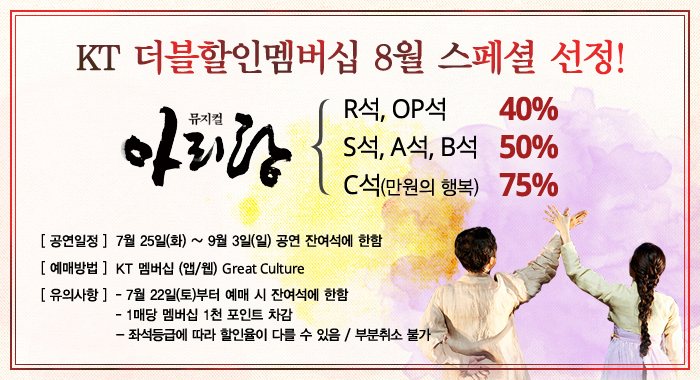 KT 더블할인멤버십 8월 스페셜 선정!
뮤지컬
아리랑
R석, OP석 40%
S석, A석, B석 50%
C석(만원의 행복) 75%
[ 공연일정 ] 7월 25일(화) ~ 9월 3일(일) 공연 잔여석에 한함
[ 예매방법 ] KT 멤버십 (앱/웹) Great Culture
[ 유의사항 ] - 7월 22일(토)부터 예매 시 잔여석에 한함
- 1매당 멤버십 1천 포인트 차감
- 좌석등급에 따라 할인율이 다를 수 있음 / 부분취소 불가